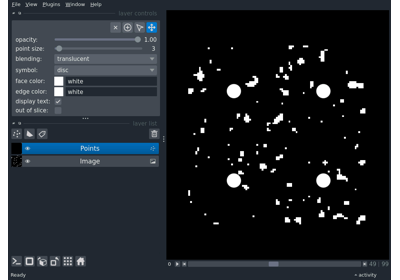 File View Plugins Window Help
layer controls
opacity: 1.00
point size: 3
blending: translucent
symbol: disc
face color: white
edge color: white
display text:
out of slice:
layer list
Points
Image
49 99
Ready
activity